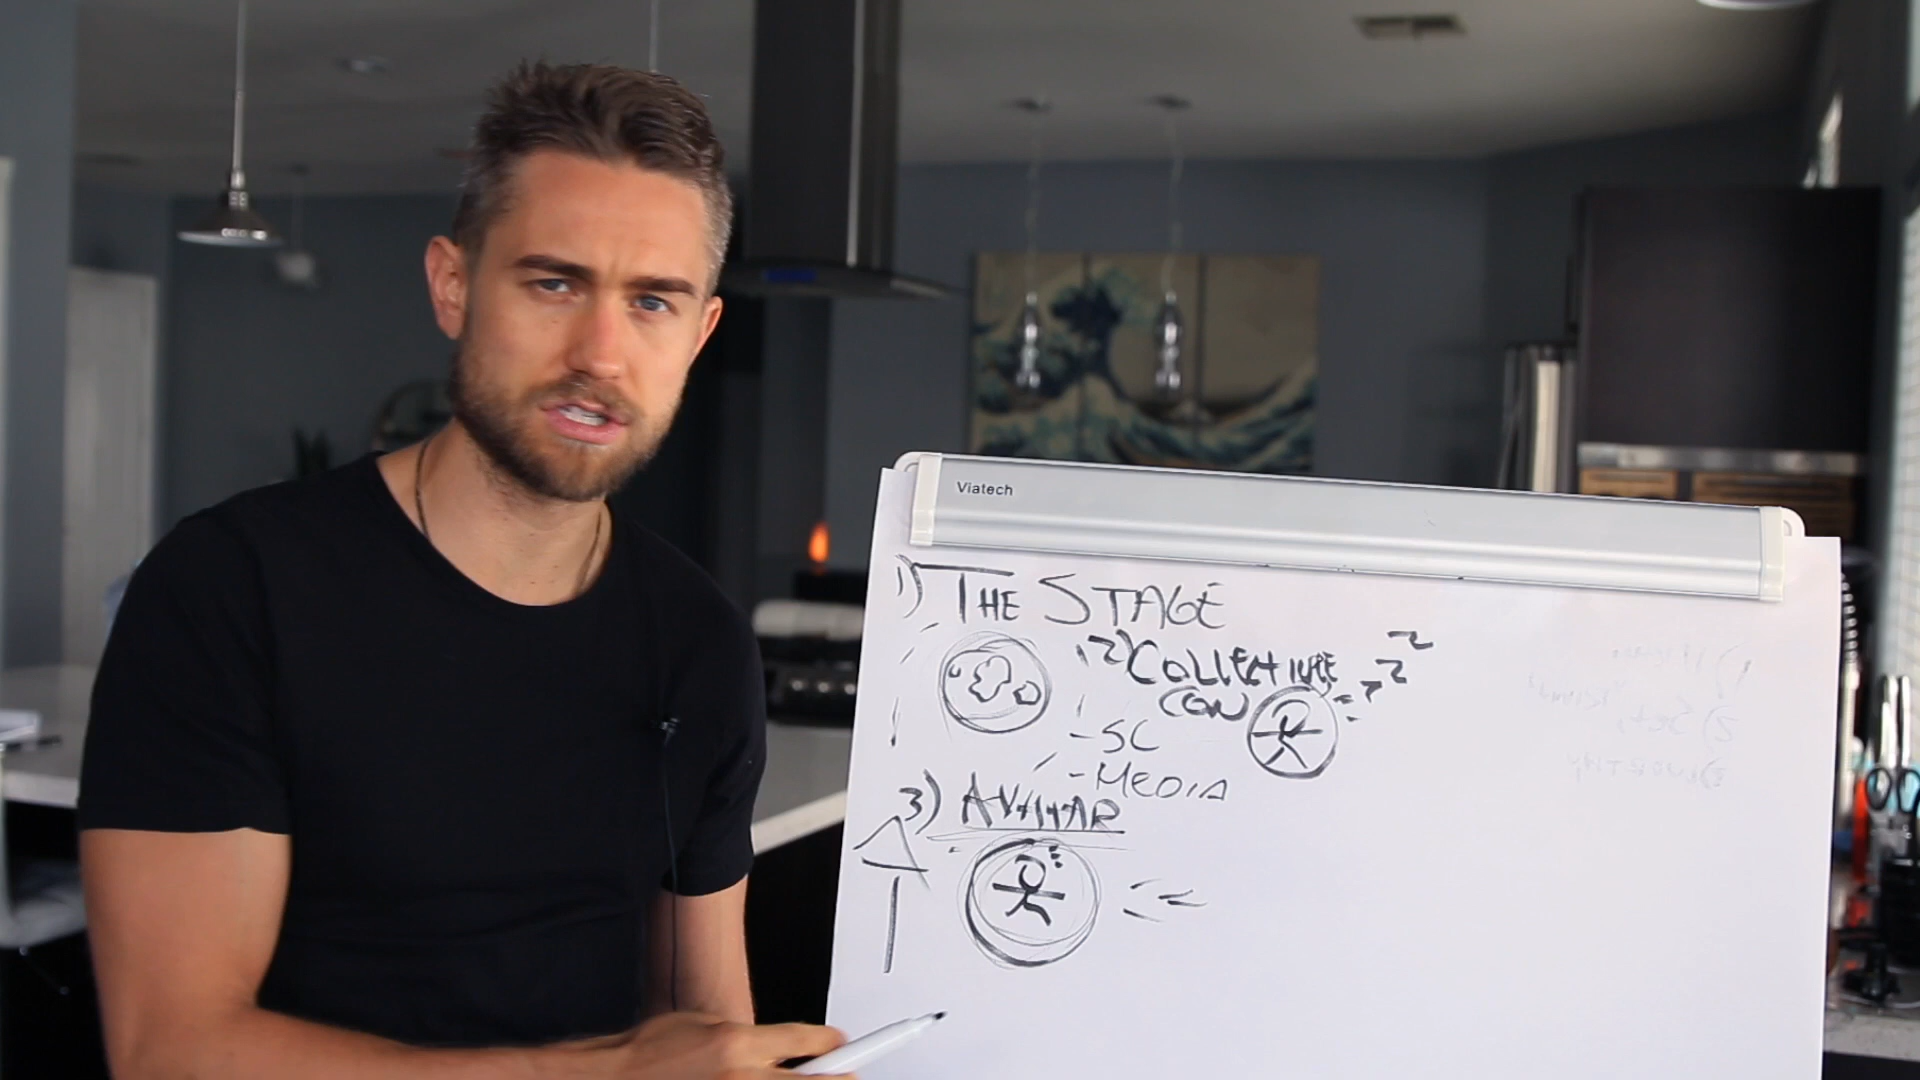 Viatech
1) THE STAGE
2) COLLECTIVE
CON
- SC
- MEDIA
3) AVATAR